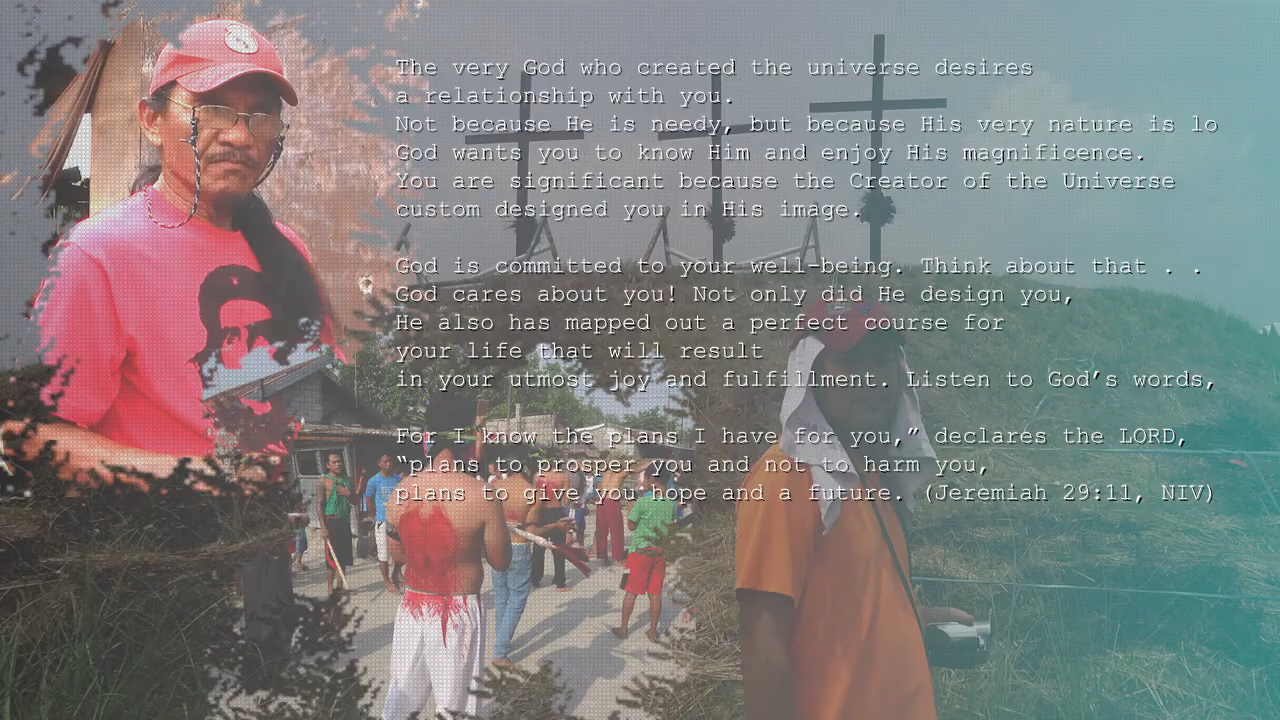 The very God who created the universe desires
a relationship with you.
Not because He is needy, but because His very nature is lo
God wants you to know Him and enjoy His magnificence.
You are significant because the Creator of the Universe
custom designed you in His image.
God is committed to your well-being. Think about that . .
God cares about you! Not only did He design you,
He also has mapped out a perfect course for
your life that will result
in your utmost joy and fulfillment. Listen to God’s words,
For I know the plans I have for you,” declares the LORD,
“plans to prosper you and not to harm you,
plans to give you hope and a future. (Jeremiah 29:11, NIV)